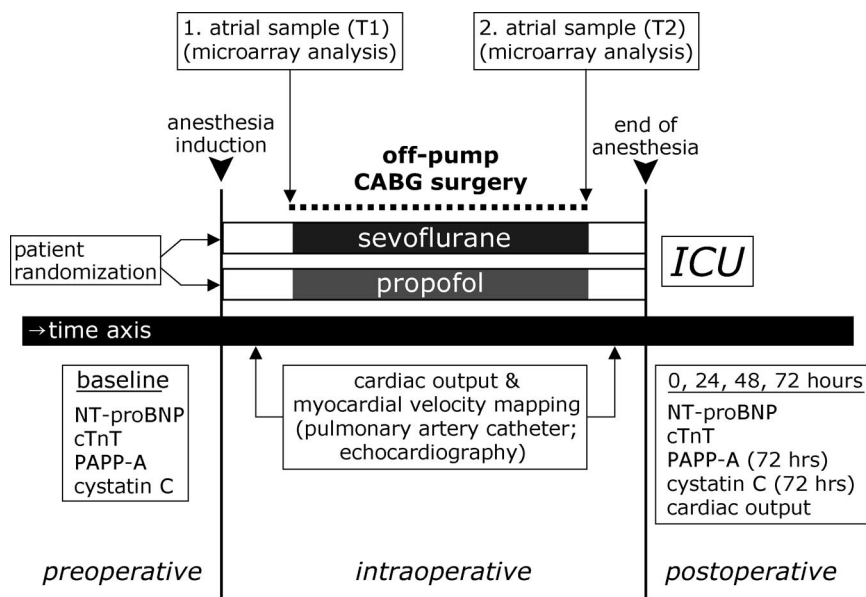 1. atrial sample (T1)
(microarray analysis)
2. atrial sample (T2)
(microarray analysis)
anesthesia
induction
off-pump
CABG surgery
end of
anesthesia
patient
randomization
sevoflurane
propofol
ICU
→time axis
baseline
NT-proBNP
cTnT
PAPP-A
cystatin C
cardiac output &
myocardial velocity mapping
(pulmonary artery catheter;
echocardiography)
0, 24, 48, 72 hours
NT-proBNP
cTnT
PAPP-A (72 hrs)
cystatin C (72 hrs)
cardiac output
preoperative
intraoperative
postoperative